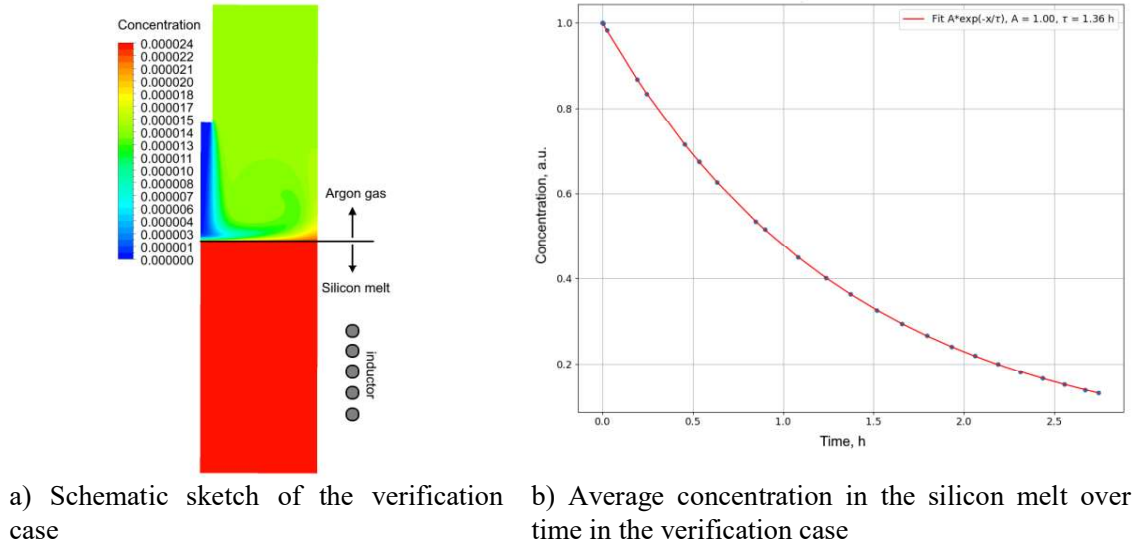 Concentration
0.000024
0.000022
0.000021
0.000020
0.000017
0.000015
0.000014
0.000013
0.000011
0.000010
0.000008
0.000007
0.000006
0.000004
0.000003
0.000001
0.000000
Argon gas
Silicon melt
inductor
Fit A*exp(-x/τ), A = 1.00, τ = 1.36 h
1.0
0.8
0.6
0.4
0.2
Concentration, a.u.
0.0
0.5
1.0
1.5
2.0
2.5
Time, h
a) Schematic sketch of the verification
case
b) Average concentration in the silicon melt over
time in the verification case